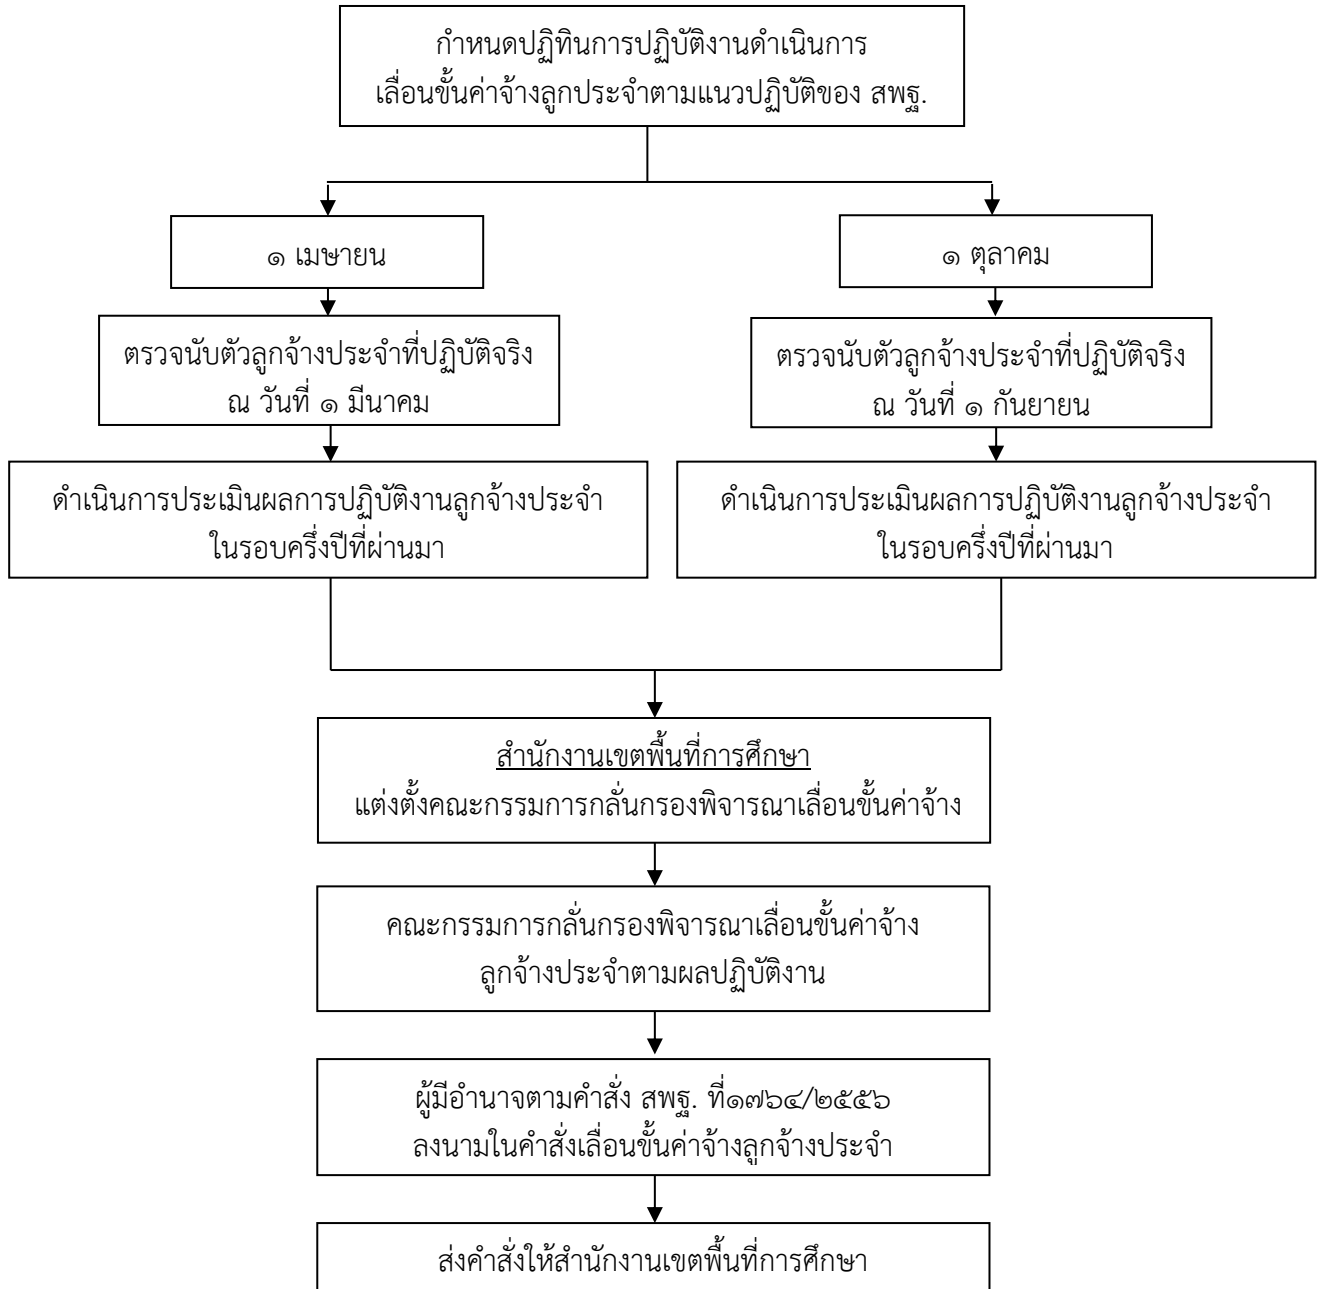 กำหนดปฏิทินการปฏิบัติงานดำเนินการ
เลื่อนขั้นค่าจ้างลูกประจำตามแนวปฏิบัติของ สพฐ.
๑ เมษายน
๑ ตุลาคม
ตรวจนับตัวลูกจ้างประจำที่ปฏิบัติจริง
ณ วันที่ ๑ มีนาคม
ตรวจนับตัวลูกจ้างประจำที่ปฏิบัติจริง
ณ วันที่ ๑ กันยายน
ดำเนินการประเมินผลการปฏิบัติงานลูกจ้างประจำ
ในรอบครึ่งปีที่ผ่านมา
ดำเนินการประเมินผลการปฏิบัติงานลูกจ้างประจำ
ในรอบครึ่งปีที่ผ่านมา
สำนักงานเขตพื้นที่การศึกษา
แต่งตั้งคณะกรรมการกลั่นกรองพิจารณาเลื่อนขั้นค่าจ้าง
คณะกรรมการกลั่นกรองพิจารณาเลื่อนขั้นค่าจ้าง
ลูกจ้างประจำตามผลปฏิบัติงาน
ผู้มีอำนาจตามคำสั่ง สพฐ. ที่๑๗๖๔/๒๕๕๖
ลงนามในคำสั่งเลื่อนขั้นค่าจ้างลูกจ้างประจำ
ส่งคำสั่งให้สำนักงานเขตพื้นที่การศึกษา